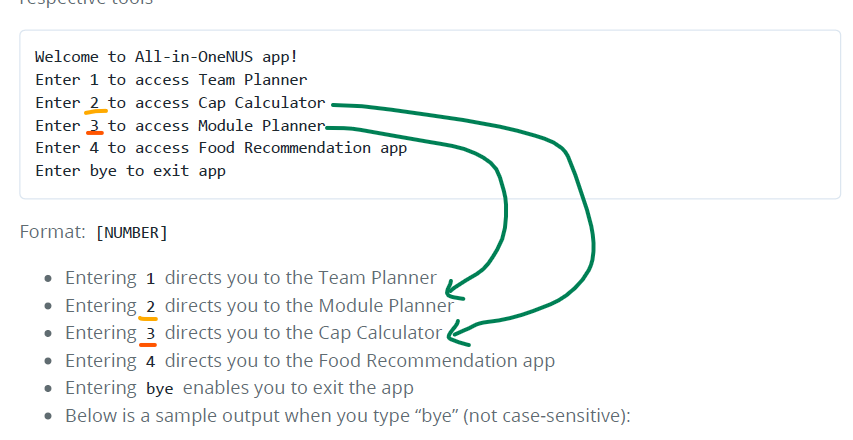 respective tools
Welcome to All-in-OneNUS app!
Enter 1 to access Team Planner
Enter 2 to access Cap Calculator
Enter 3 to access Module Planner
Enter 4 to access Food Recommendation app
Enter bye to exit app
Format: [NUMBER]
• Entering 1 directs you to the Team Planner
• Entering 2 directs you to the Module Planner
• Entering 3 directs you to the Cap Calculator
• Entering 4 directs you to the Food Recommendation app
• Entering bye enables you to exit the app
• Below is a sample output when you type “bye” (not case-sensitive):